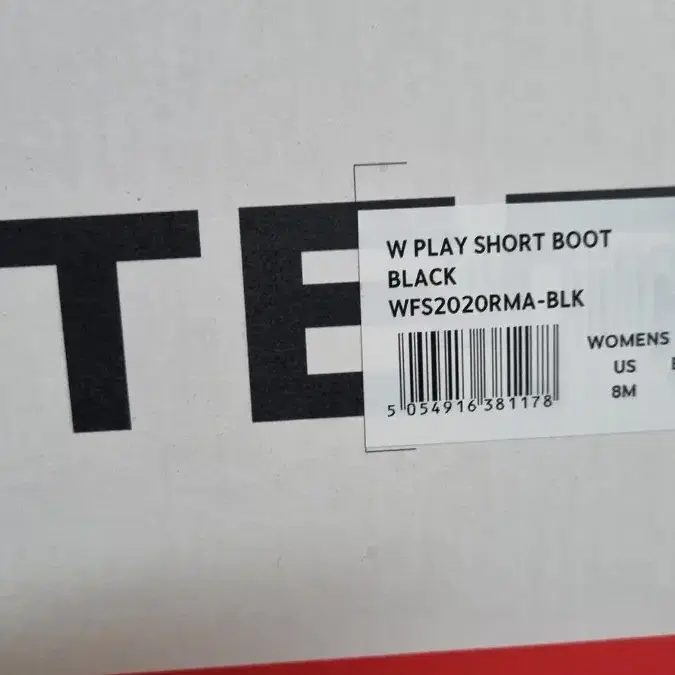 TE
W PLAY SHORT BOOT
BLACK
WFS2020RMA-BLK
WOMENS
US
8M
5 054916 381178